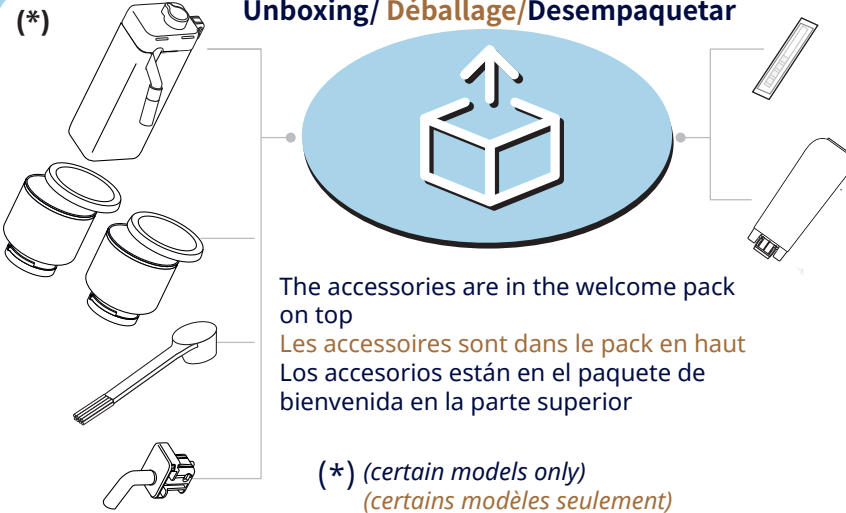 (*)
Unboxing/ Déballage/Desempaquetar
The accessories are in the welcome pack
on top
Les accessoires sont dans le pack en haut
Los accesorios están en el paquete de
bienvenida en la parte superior
(*) (certain models only)
(certains modèles seulement)